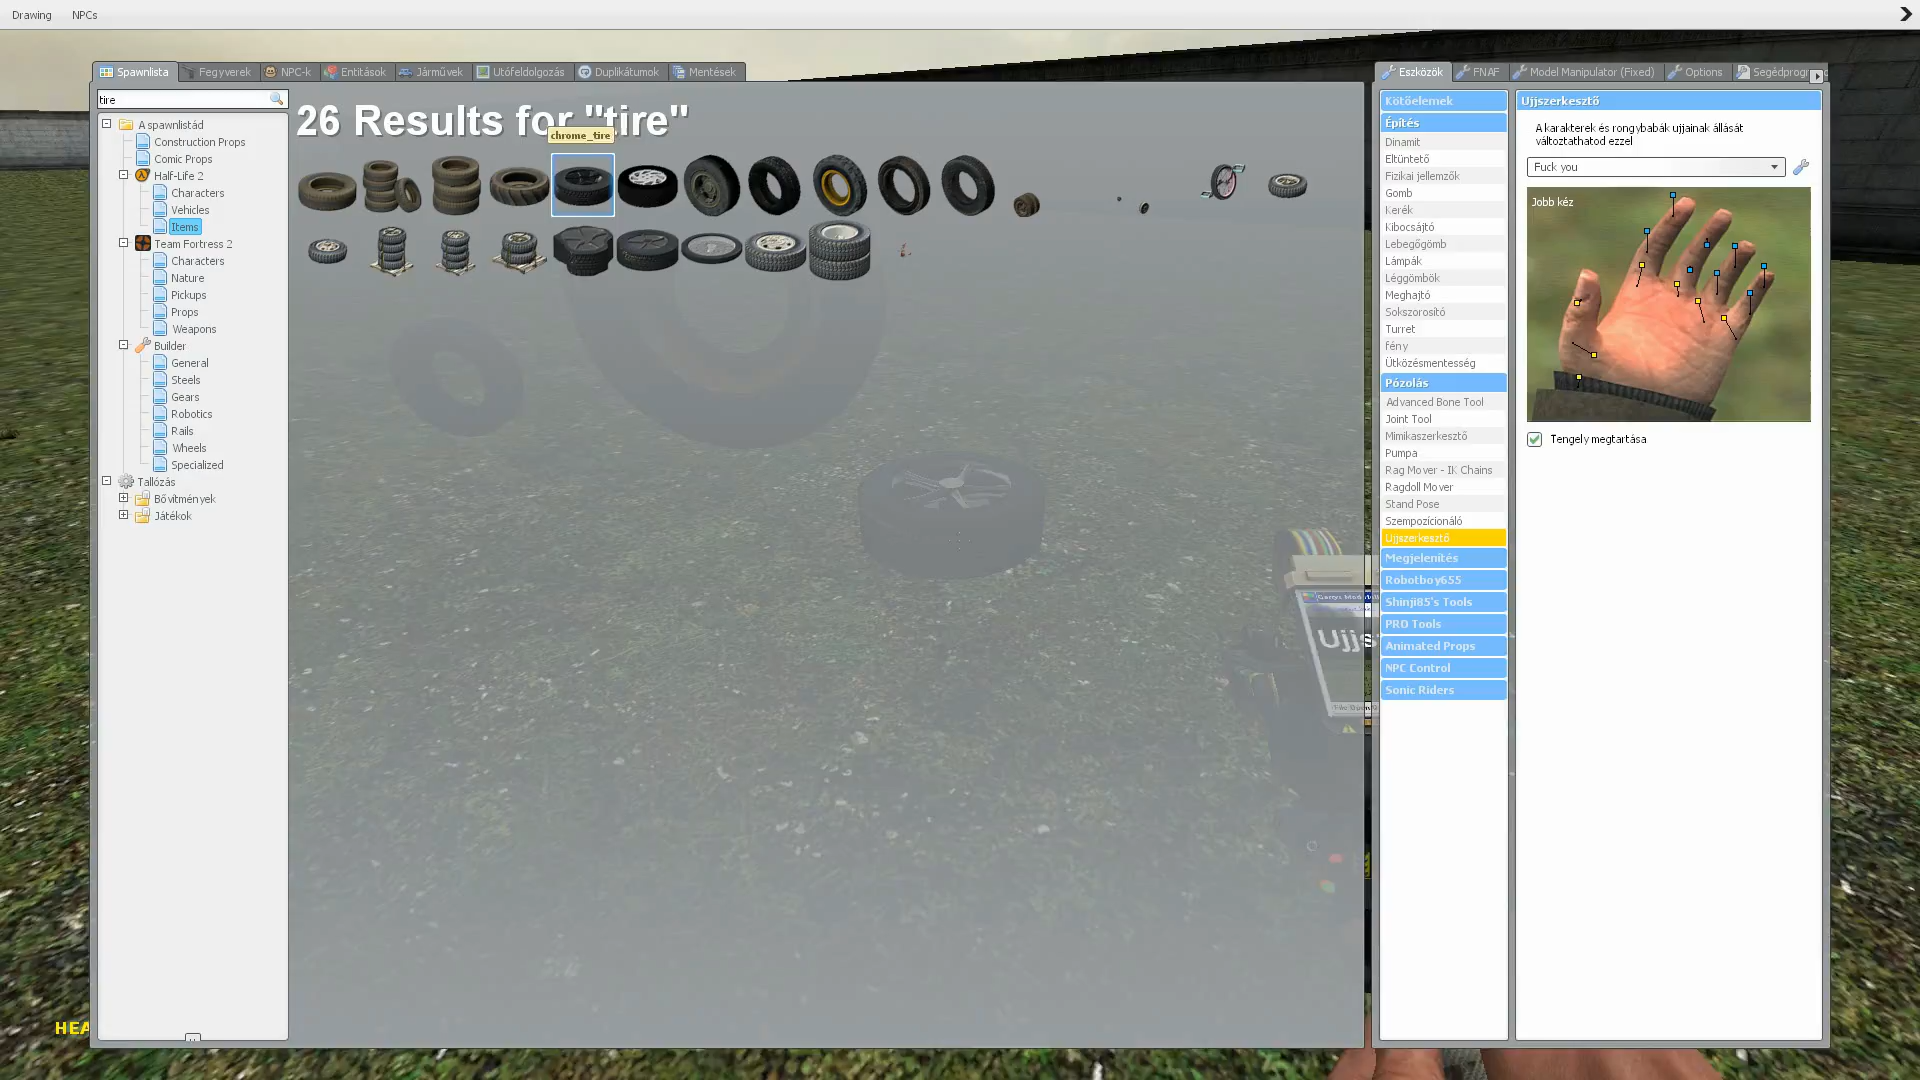 Drawing NPCs
Spawnlista Fegyverek NPC-k Entitások Járművek Utófeldolgozás Duplikátumok Mentések
tire
A spawnlistád
Construction Props
Comic Props
Half-Life 2
Characters
Vehicles
Items
Team Fortress 2
Characters
Nature
Pickups
Props
Weapons
Builder
General
Steels
Gears
Robotics
Rails
Wheels
Specialized
Tallózás
Bővítmények
Játékok
26 Results for "tire"
chrome_tire
Eszközök FNAF Model Manipulator (Fixed) Options
Kötőelemek
Építés
Dinamit
Eltüntető
Fizikai jellemzők
Gomb
Kerék
Kibocsájtó
Lebegőgömb
Lámpák
Léggömbök
Meghajtó
Sokszorosító
Turret
fény
Ütközésmentesség
Pózolás
Advanced Bone Tool
Joint Tool
Mimikaszerkesztő
Pumpa
Rag Mover - IK Chains
Ragdoll Mover
Stand Pose
Szempozícionáló
Ujjszerkesztő
Megjelenítés
Robotboy655
Shinji85's Tools
PRO Tools
Animated Props
NPC Control
Sonic Riders
Ujjszerkesztő
A karakterek és rongybabák ujjainak állását
változtathatod ezzel
Fuck you
Jobb kéz
Tengely megtartása
HEA
Ujjs